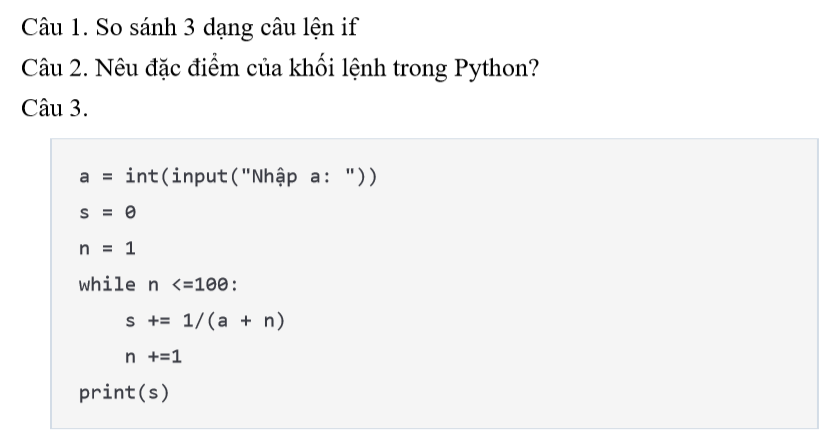 Câu 1. So sánh 3 dạng câu lện if
Câu 2. Nêu đặc điểm của khối lệnh trong Python?
Câu 3.
a = int(input("Nhập a: "))
s = 0
n = 1
while n <=100:
    s += 1/(a + n)
    n +=1
print(s)